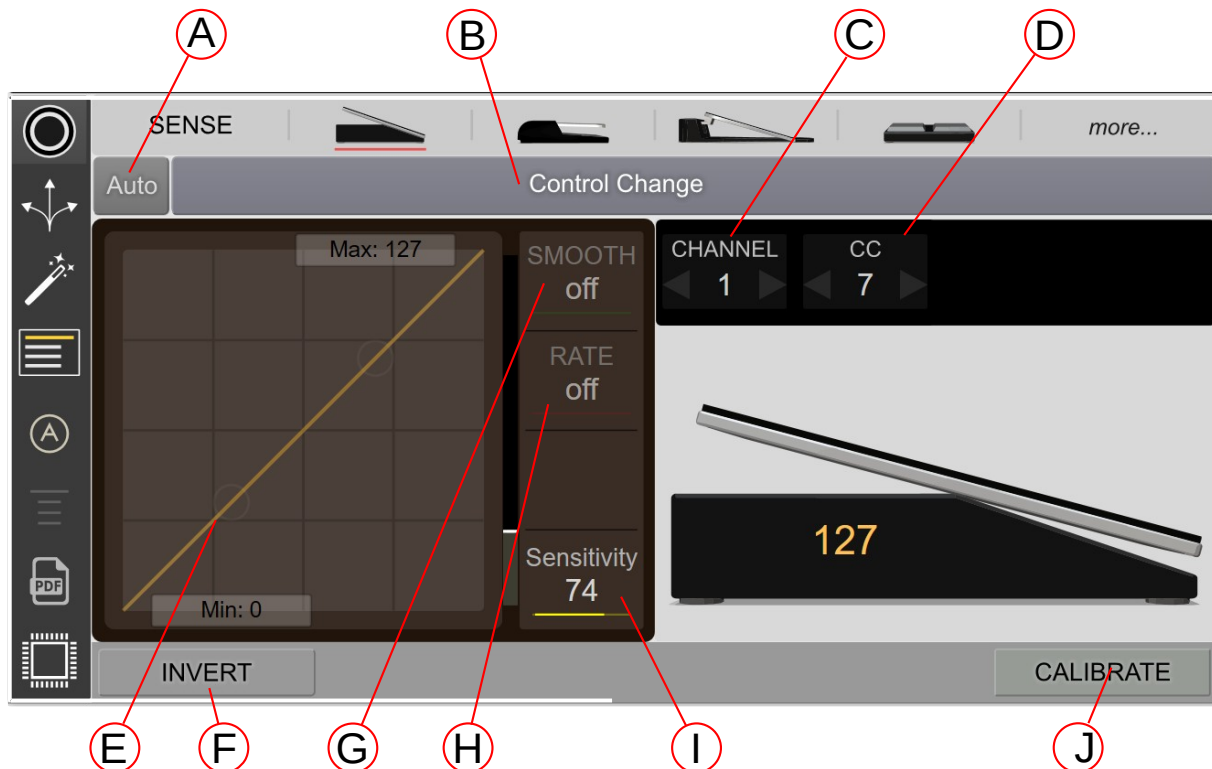 A B C D
SENSE more...
Auto Control Change
Max: 127
SMOOTH
off
CHANNEL CC
1 7
RATE
off
A
127
Sensitivity
74
PDF
Min: 0
INVERT CALIBRATE
E F G H I J